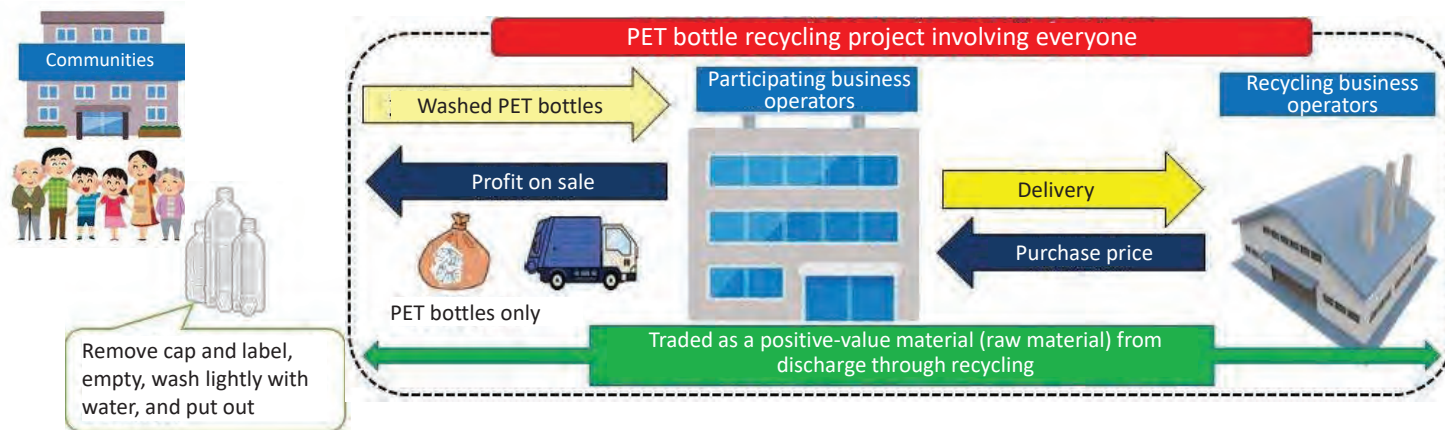 PET bottle recycling project involving everyone
Communities
Washed PET bottles
Participating business
operators
Recycling business
operators
Profit on sale
Delivery
Purchase price
PET bottles only
Remove cap and label,
empty, wash lightly with
water, and put out
Traded as a positive-value material (raw material) from
discharge through recycling